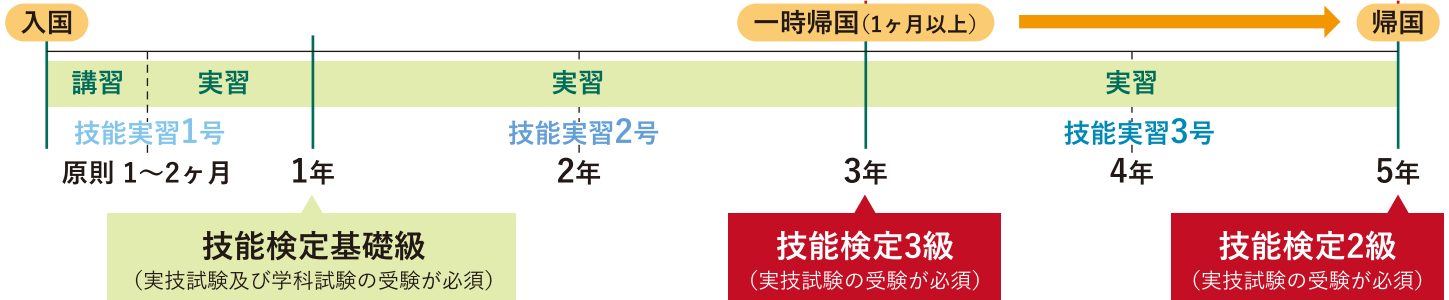 入国
一時帰国(1ヶ月以上)
帰国
講習
実習
実習
実習
技能実習1号
技能実習2号
技能実習3号
原則 1〜2ヶ月
1年
2年
3年
4年
5年
技能検定基礎級
(実技試験及び学科試験の受験が必須)
技能検定3級
(実技試験の受験が必須)
技能検定2級
(実技試験の受験が必須)